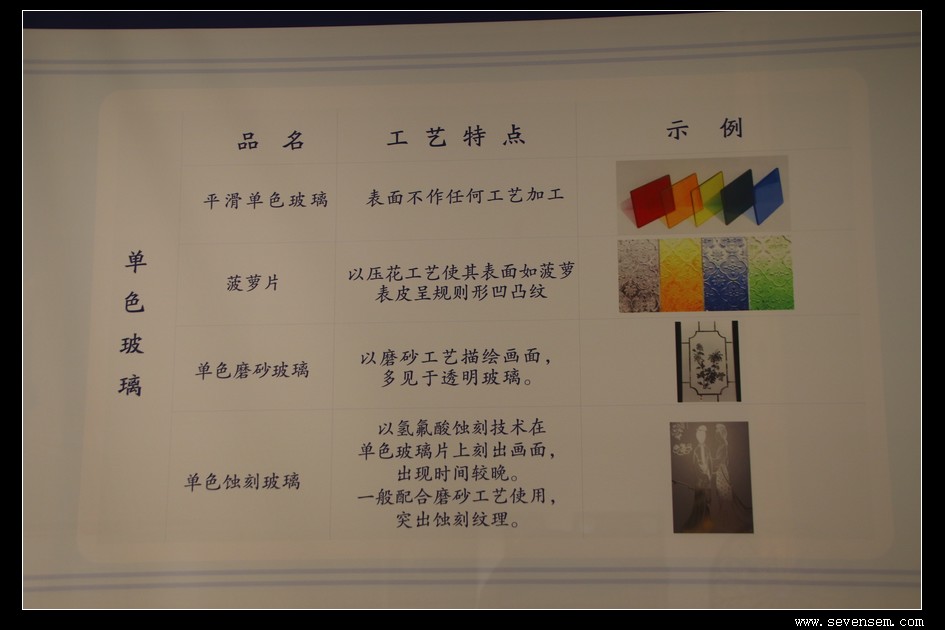 品 名
工 艺 特 点
示 例
单色玻璃
平滑单色玻璃
表面不作任何工艺加工
菠萝片
以压花工艺使其表面如菠萝
表皮呈规则形凹凸纹
单色磨砂玻璃
以磨砂工艺描绘画面，
多见于透明玻璃。
单色蚀刻玻璃
以氢氟酸蚀刻技术在
单色玻璃片上刻出画面，
出现时间较晚。
一般配合磨砂工艺使用，
突出蚀刻纹理。
www.sevensem.com